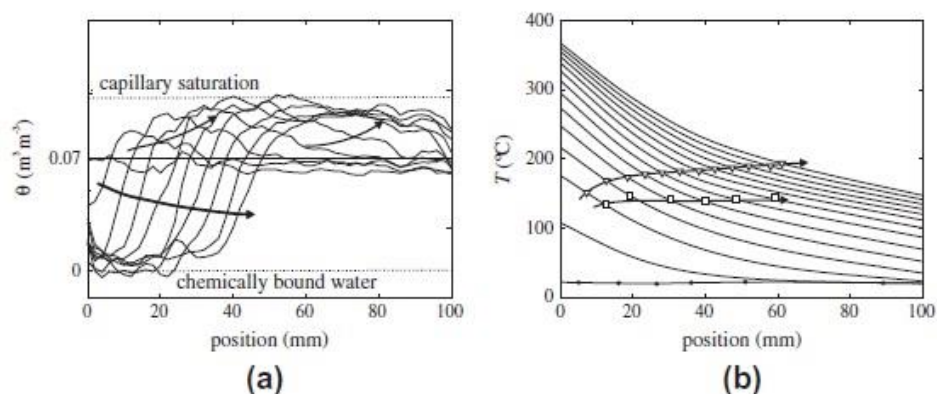 capillary saturation
0.07
θ (m³ m⁻³)
0
chemically bound water
0 20 40 60 80 100
position (mm)
(a)
400
300
200
100
0
T (°C)
0 20 40 60 80 100
position (mm)
(b)